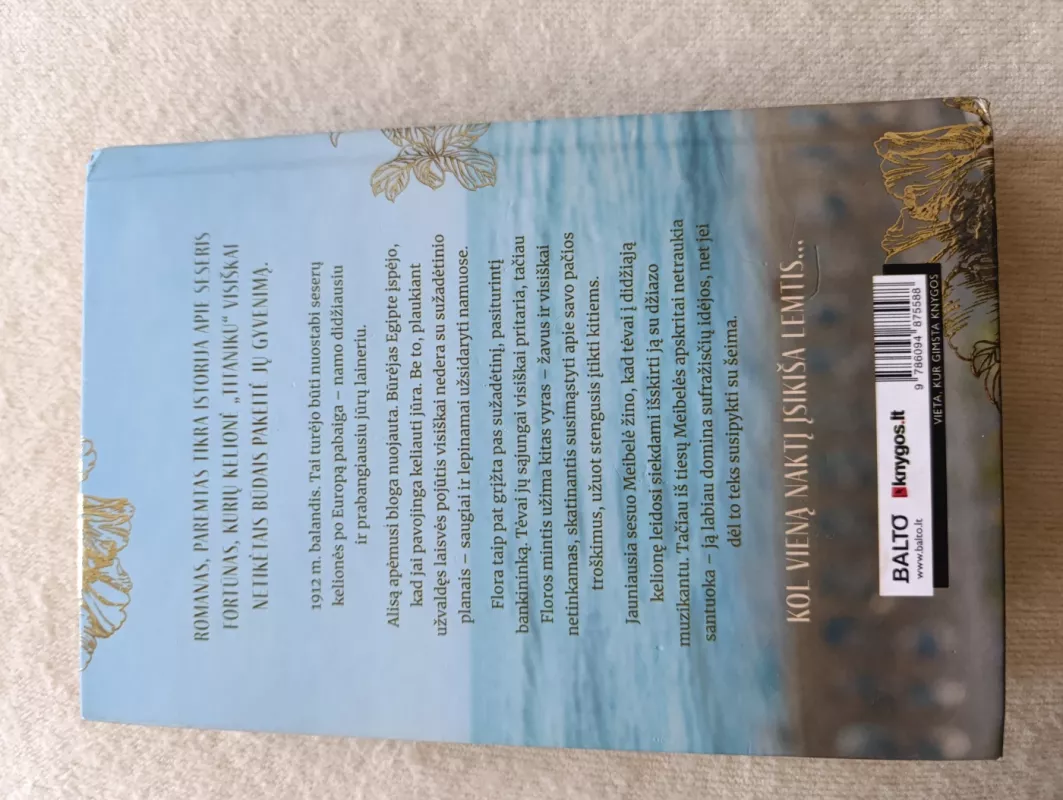 ROMANAS, PAREMTAS TIKRA ISTORIJA APIE SESERIS
FORTŪNAS, KURIŲ KELIONĖ „TITANIKU“ VISIŠKAI
NETIKĖTAIS BŪDAIS PAKEITĖ JŲ GYVENIMĄ.
1912 m. balandis. Tai turėjo būti nuostabi seserų
kelionės po Europą pabaiga – namo didžiausiu
ir prabangiausiu jūrų laineriu.
Alisą apėmusi bloga nuojauta. Būrėjas Egipte įspėjo,
kad jai pavojinga keliauti jūra. Be to, plaukiant
užvaldęs laisvės pojūtis visiškai nedera su sužadėtinio
planais – saugiai ir lepinamai užsidaryti namuose.
Flora taip pat grįžta pas sužadėtinį, pasiturintį
bankininką. Tėvai jų sąjungai visiškai pritaria, tačiau
Floros mintis užima kitas vyras – žavus ir visiškai
netinkamas, skatinantis susimąstyti apie savo pačios
troškimus, užuot stengusis įtikti kitiems.
Jauniausia sesuo Meibelė žino, kad tėvai į didžiąją
kelionę leidosi siekdami išskirti ją su džiazo
muzikantu. Tačiau iš tiesų Meibelės apskritai netraukia
santuoka – ją labiau domina sufražisčių idėjos, net jei
dėl to teks susipykti su šeima.
KOL VIENĄ NAKTĮ ĮSIKIŠA LEMTIS...
BALTO
www.balto.lt
knygos.lt
9 786094 875588
VIETA, KUR GIMSTA KNYGOS